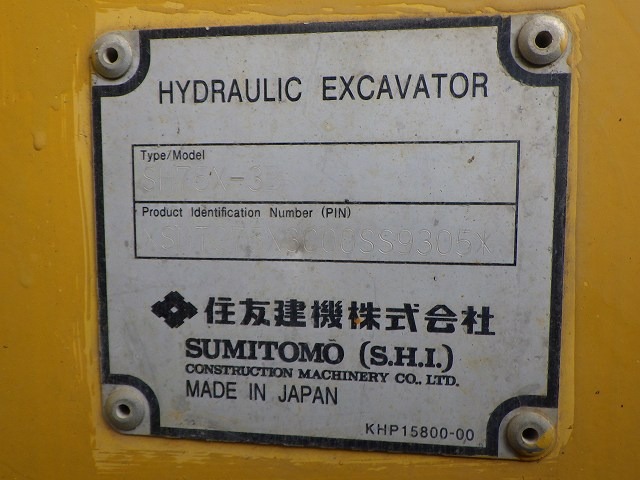 HYDRAULIC EXCAVATOR
Type/Model
Product Identification Number (PIN)
住友建機株式会社
SUMITOMO (S.H.I.)
CONSTRUCTION MACHINERY CO., LTD.
MADE IN JAPAN
KHP15800-00